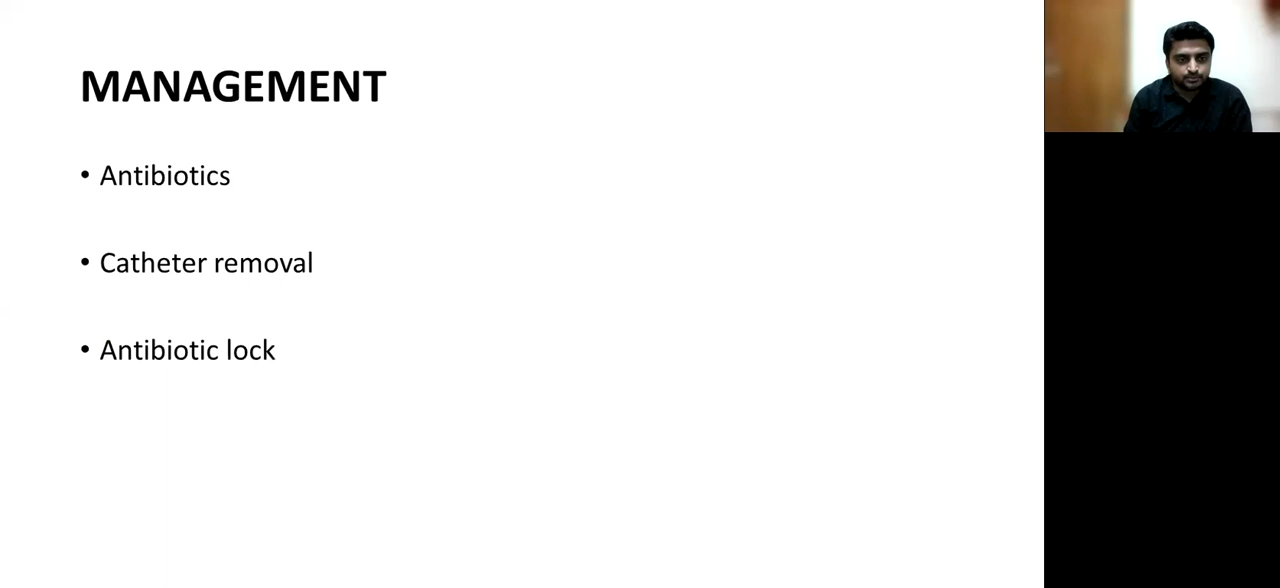 MANAGEMENT
• Antibiotics
• Catheter removal
• Antibiotic lock